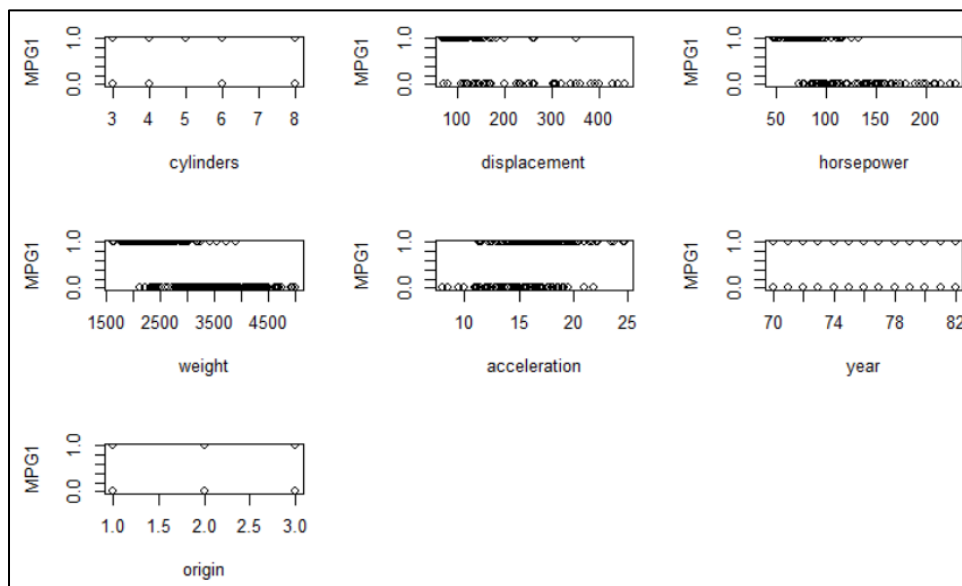 MPG1
0.0 1.0
3 4 5 6 7 8
cylinders
MPG1
0.0 1.0
100 200 300 400
displacement
MPG1
0.0 1.0
50 100 150 200
horsepower
MPG1
0.0 1.0
1500 2500 3500 4500
weight
MPG1
0.0 1.0
10 15 20 25
acceleration
MPG1
0.0 1.0
70 74 78 82
year
MPG1
0.0 1.0
1.0 1.5 2.0 2.5 3.0
origin